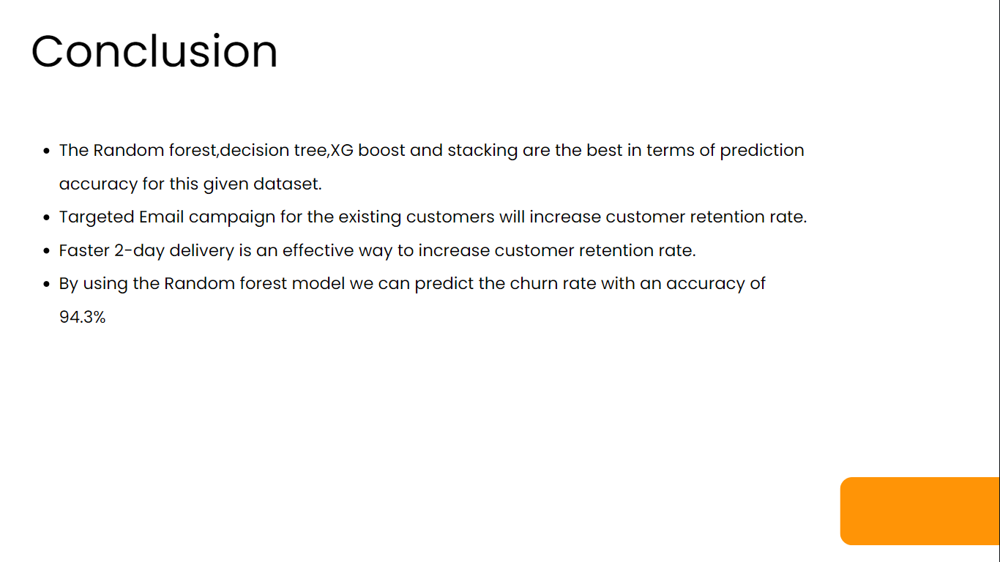 Conclusion
• The Random forest,decision tree,XG boost and stacking are the best in terms of prediction
accuracy for this given dataset.
• Targeted Email campaign for the existing customers will increase customer retention rate.
• Faster 2-day delivery is an effective way to increase customer retention rate.
• By using the Random forest model we can predict the churn rate with an accuracy of
94.3%